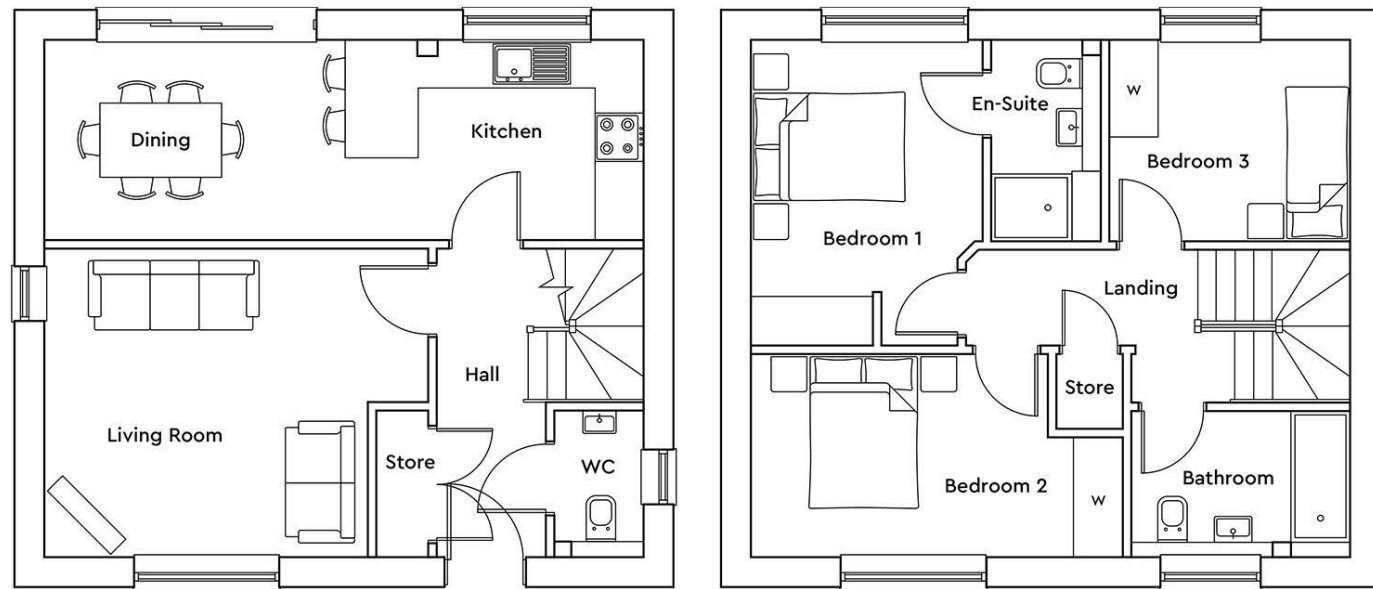 Dining
Kitchen
Living Room
Hall
Store
WC
Bedroom 1
En-Suite
W
Bedroom 3
Landing
Store
Bedroom 2
W
Bathroom